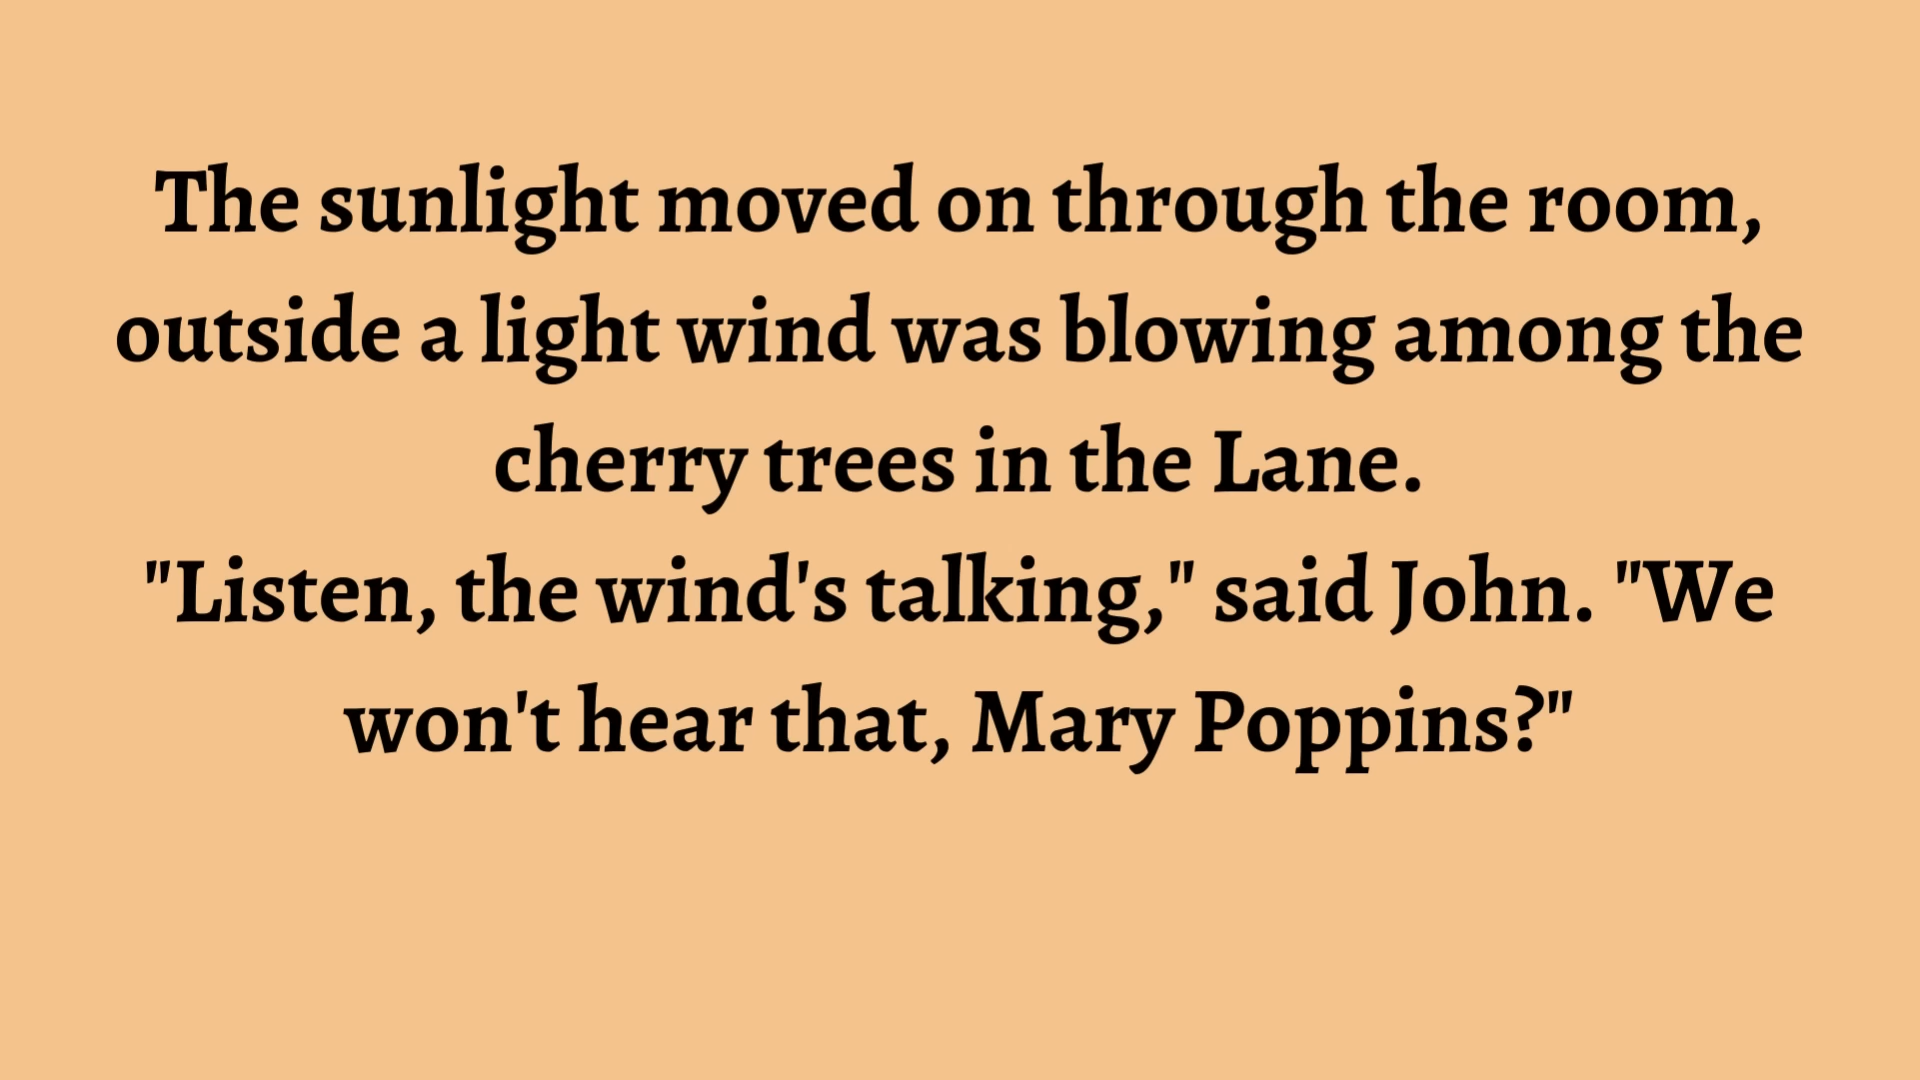 The sunlight moved on through the room,
outside a light wind was blowing among the
cherry trees in the Lane.
"Listen, the wind's talking," said John. "We
won't hear that, Mary Poppins?"